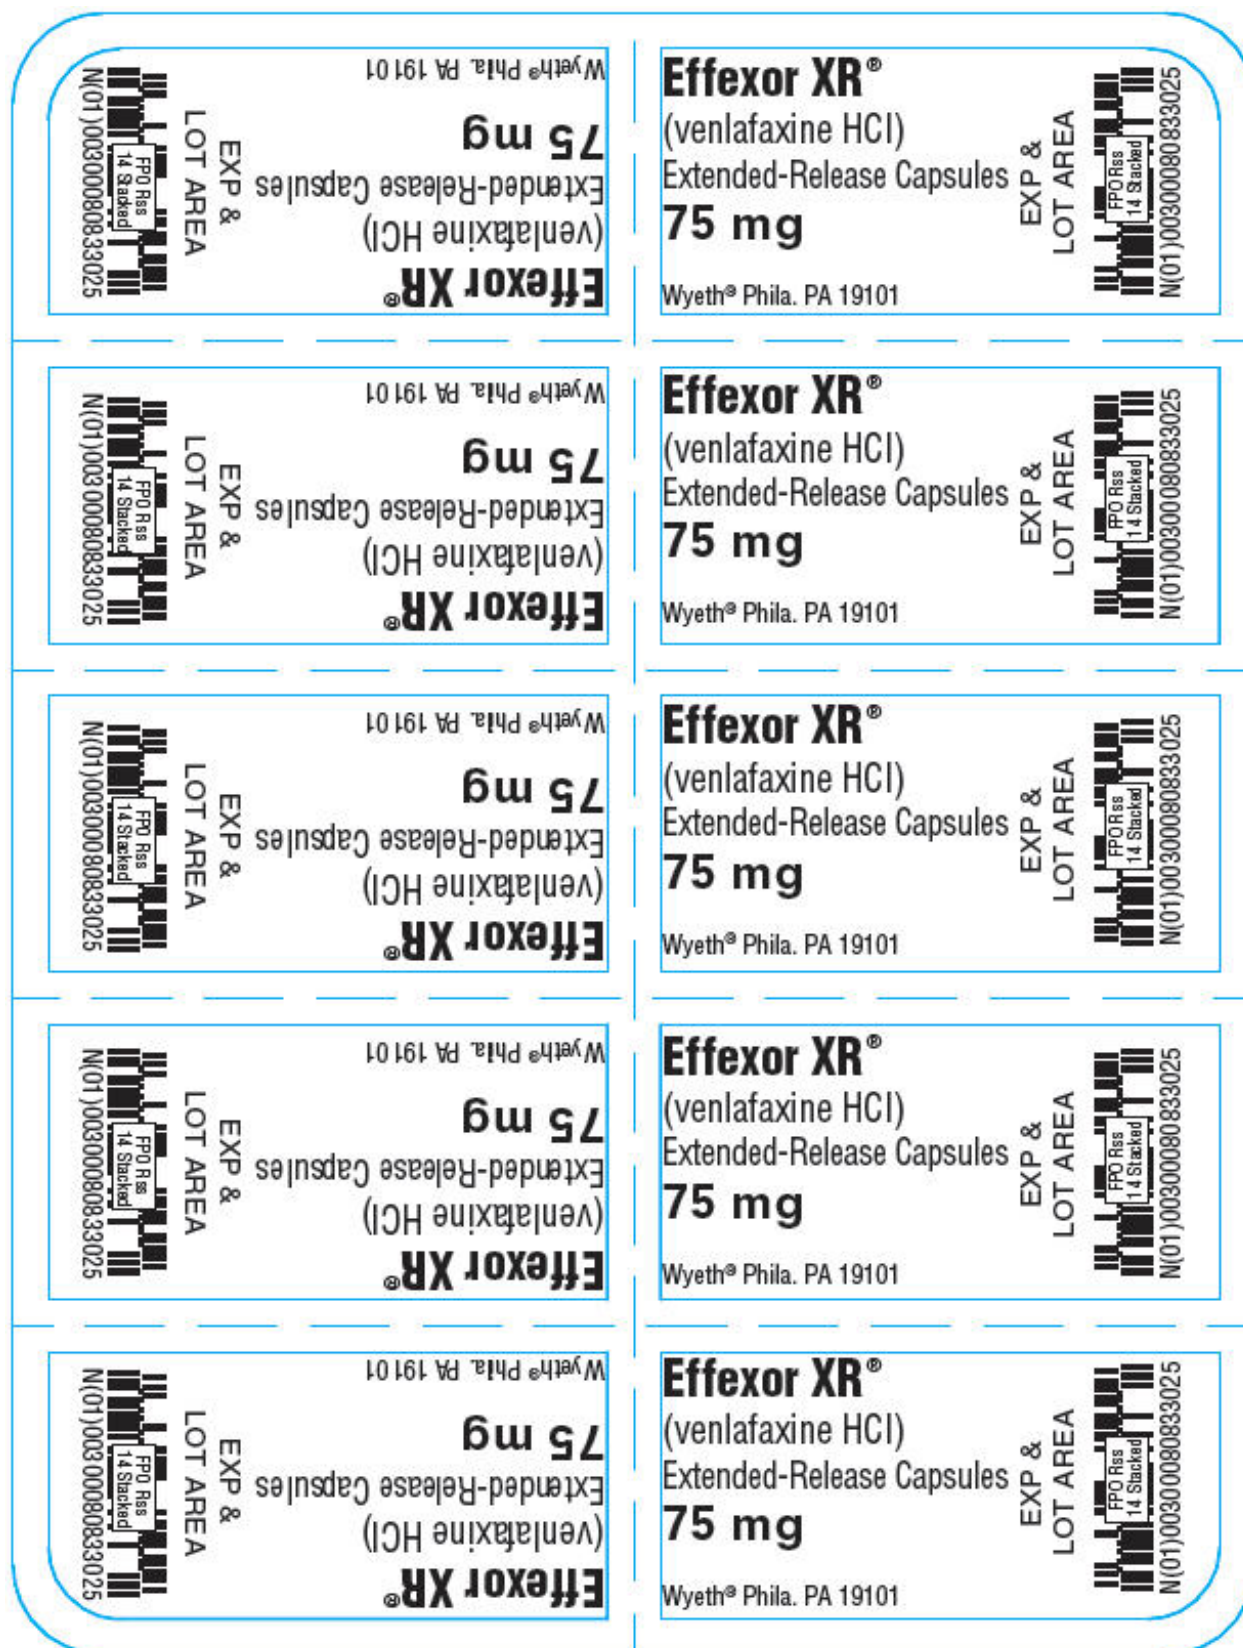 Effexor XR®
(venlafaxine HCl)
Extended-Release Capsules
75 mg
Wyeth® Phila. PA 19101
EXP &
LOT AREA
FPO Rss
14 Stacked
N(01)00300080833025
Effexor XR®
(venlafaxine HCl)
Extended-Release Capsules
75 mg
Wyeth® Phila. PA 19101
EXP &
LOT AREA
FPO Rss
14 Stacked
N(01)00300080833025
Effexor XR®
(venlafaxine HCl)
Extended-Release Capsules
75 mg
Wyeth® Phila. PA 19101
EXP &
LOT AREA
FPO Rss
14 Stacked
N(01)00300080833025
Effexor XR®
(venlafaxine HCl)
Extended-Release Capsules
75 mg
Wyeth® Phila. PA 19101
EXP &
LOT AREA
FPO Rss
14 Stacked
N(01)00300080833025
Effexor XR®
(venlafaxine HCl)
Extended-Release Capsules
75 mg
Wyeth® Phila. PA 19101
EXP &
LOT AREA
FPO Rss
14 Stacked
N(01)00300080833025
Effexor XR®
(venlafaxine HCl)
Extended-Release Capsules
75 mg
Wyeth® Phila. PA 19101
EXP &
LOT AREA
FPO Rss
14 Stacked
N(01)00300080833025
Effexor XR®
(venlafaxine HCl)
Extended-Release Capsules
75 mg
Wyeth® Phila. PA 19101
EXP &
LOT AREA
FPO Rss
14 Stacked
N(01)00300080833025
Effexor XR®
(venlafaxine HCl)
Extended-Release Capsules
75 mg
Wyeth® Phila. PA 19101
EXP &
LOT AREA
FPO Rss
14 Stacked
N(01)00300080833025
Effexor XR®
(venlafaxine HCl)
Extended-Release Capsules
75 mg
Wyeth® Phila. PA 19101
EXP &
LOT AREA
FPO Rss
14 Stacked
N(01)00300080833025
Effexor XR®
(venlafaxine HCl)
Extended-Release Capsules
75 mg
Wyeth® Phila. PA 19101
EXP &
LOT AREA
FPO Rss
14 Stacked
N(01)00300080833025